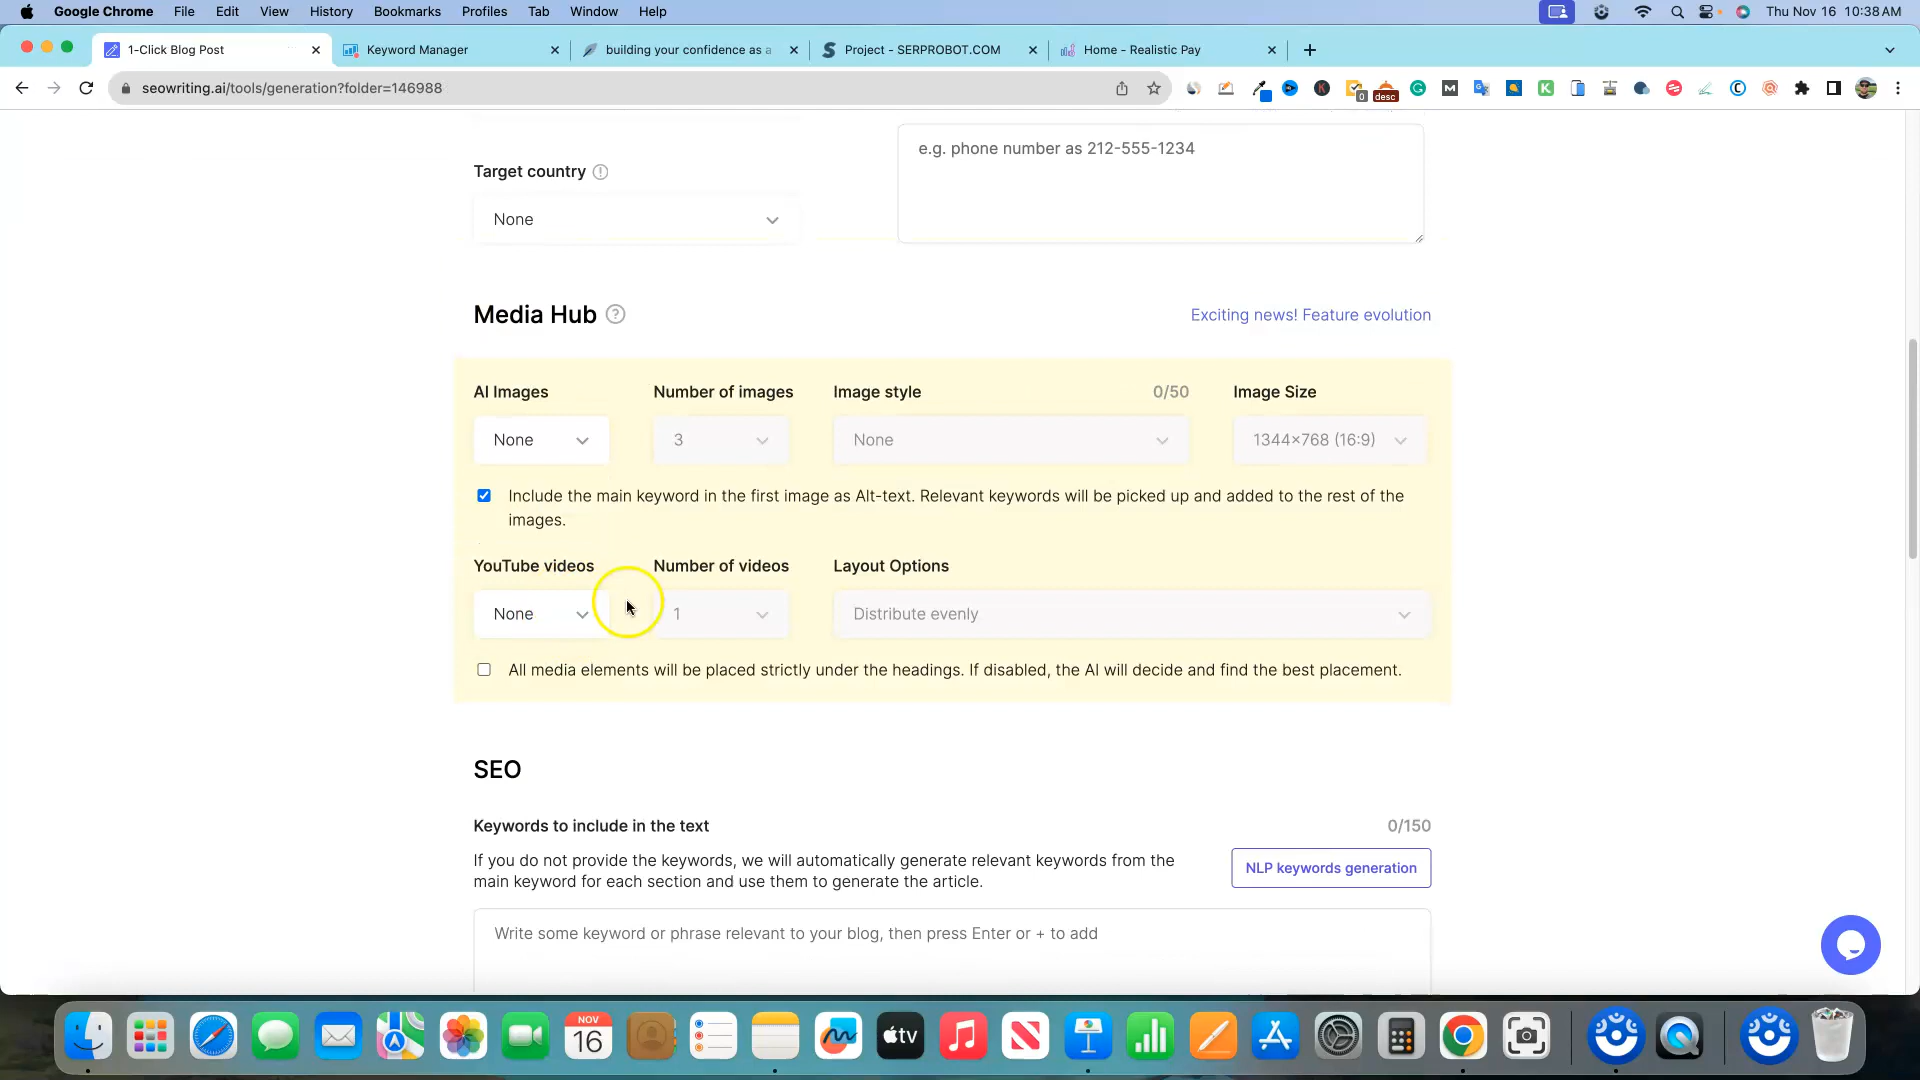 Google Chrome File Edit View History Bookmarks Profiles Tab Window Help Thu Nov 16 10:38 AM
1-Click Blog Post Keyword Manager building your confidence as a Project - SERPROBOT.COM Home - Realistic Pay
seowriting.ai/tools/generation?folder=146988
0
desc
e.g. phone number as 212-555-1234
Target country
None
Media Hub
Exciting news! Feature evolution
AI Images Number of images Image style 0/50 Image Size
None 3 None 1344×768 (16:9)
Include the main keyword in the first image as Alt-text. Relevant keywords will be picked up and added to the rest of the
images.
YouTube videos Number of videos Layout Options
None 1 Distribute evenly
All media elements will be placed strictly under the headings. If disabled, the AI will decide and find the best placement.
SEO
Keywords to include in the text 0/150
If you do not provide the keywords, we will automatically generate relevant keywords from the
main keyword for each section and use them to generate the article.
NLP keywords generation
Write some keyword or phrase relevant to your blog, then press Enter or + to add
NOV
16
tv